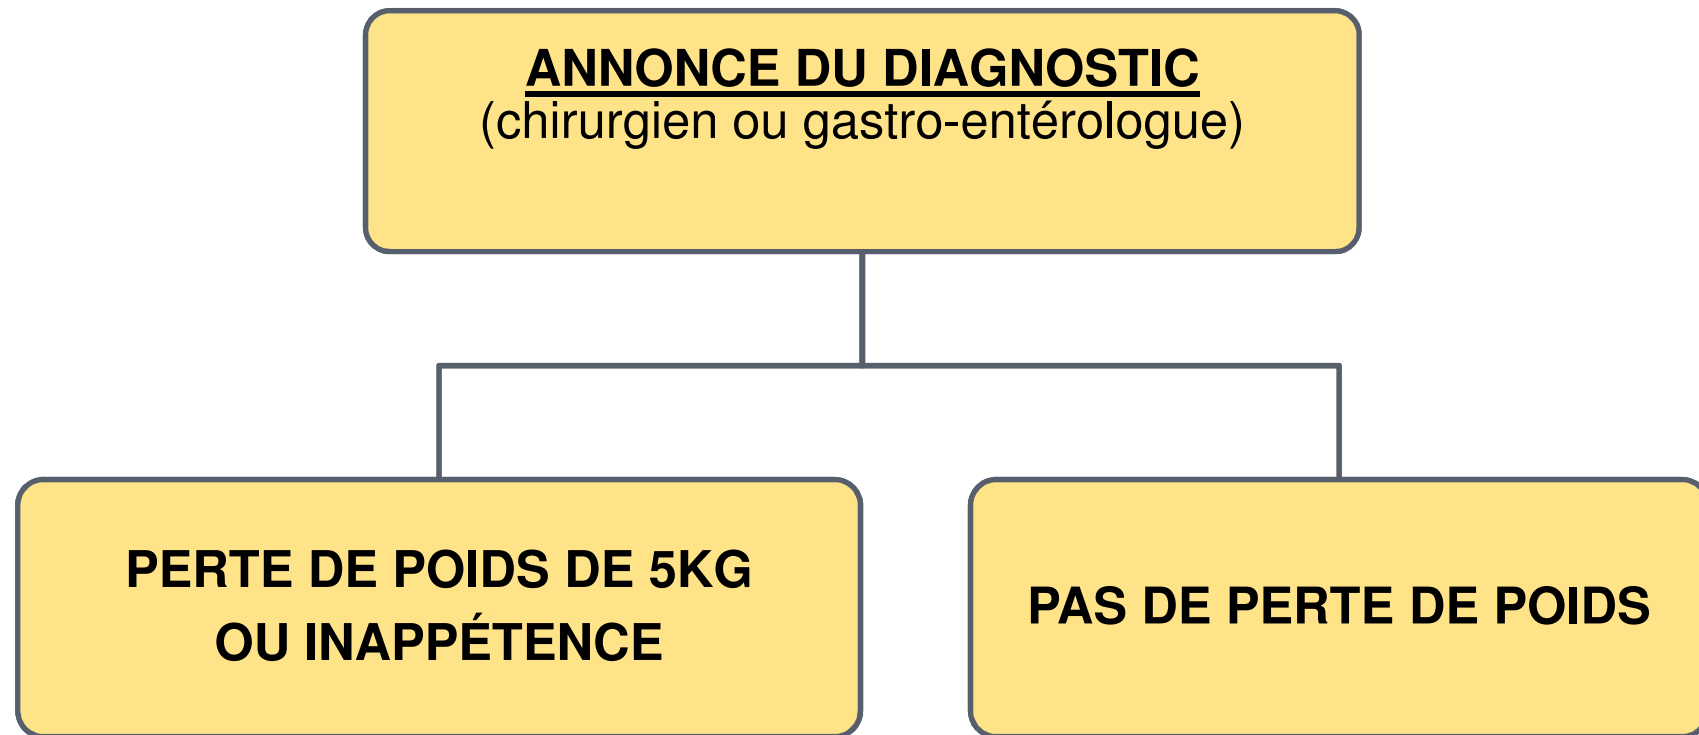 ANNONCE DU DIAGNOSTIC
(chirurgien ou gastro-entérologue)
PERTE DE POIDS DE 5KG
OU INAPPÉTENCE
PAS DE PERTE DE POIDS